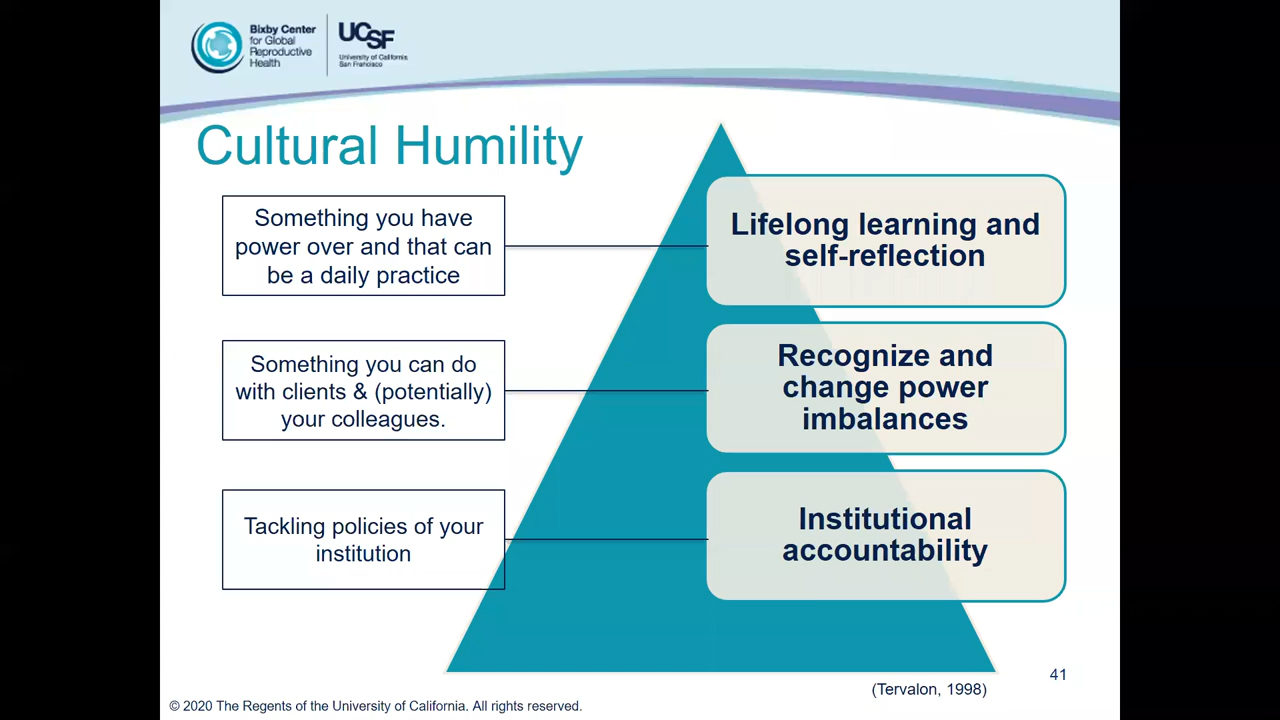 Bixby Center
for Global
Reproductive
Health
UCSF
University of California
San Francisco
Cultural Humility
Something you have
power over and that can
be a daily practice
Lifelong learning and
self-reflection
Something you can do
with clients & (potentially)
your colleagues.
Recognize and
change power
imbalances
Tackling policies of your
institution
Institutional
accountability
41
(Tervalon, 1998)
© 2020 The Regents of the University of California. All rights reserved.